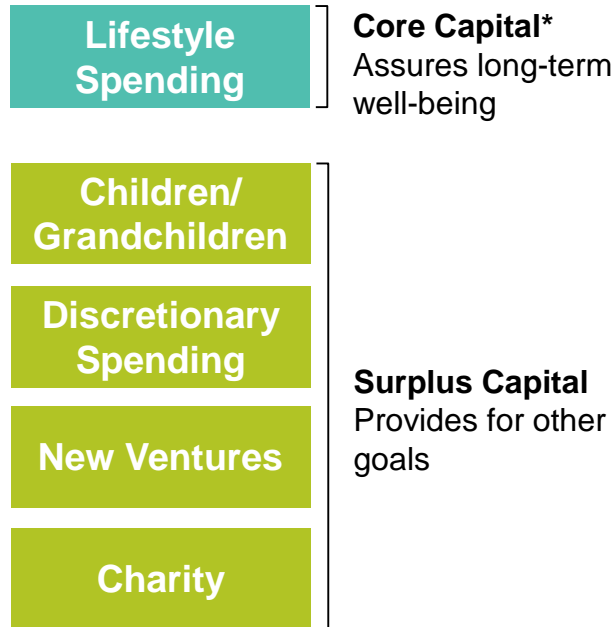 Lifestyle
Spending
Core Capital*
Assures long-term
well-being
Children/
Grandchildren
Discretionary
Spending
New Ventures
Charity
Surplus Capital
Provides for other
goals